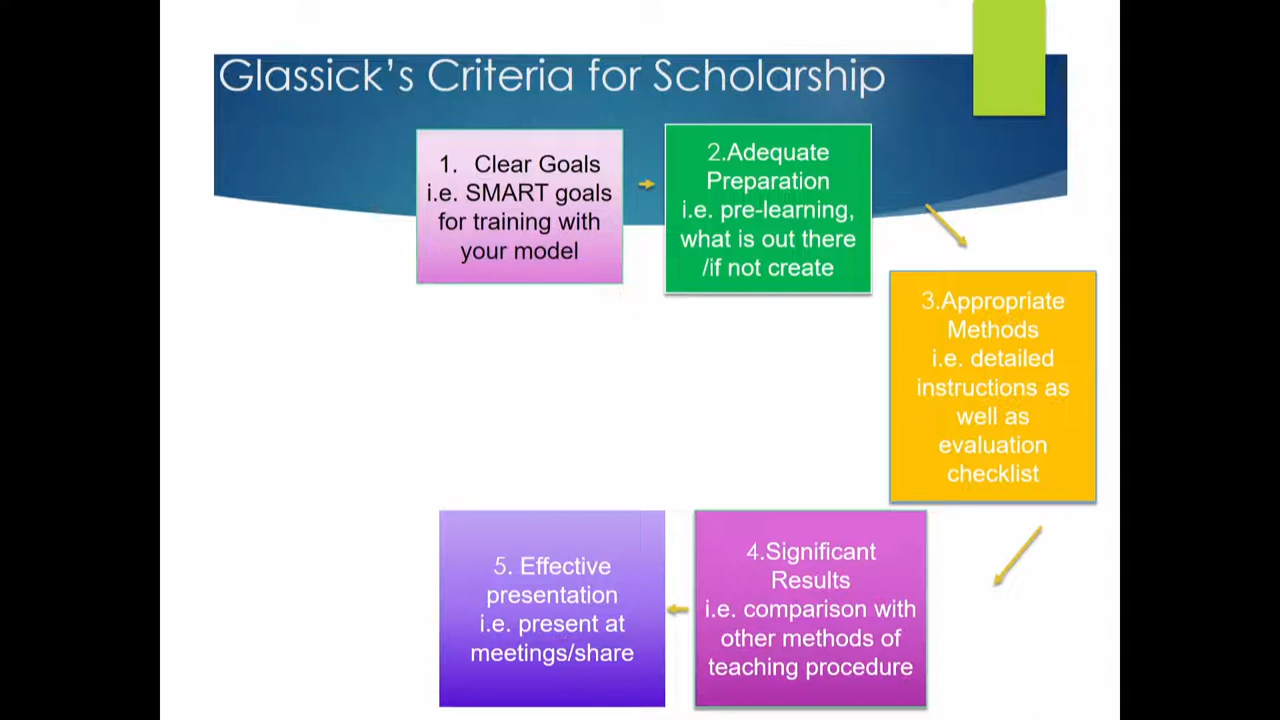 Glassick's Criteria for Scholarship
1. Clear Goals
i.e. SMART goals
for training with
your model
2.Adequate
Preparation
i.e. pre-learning,
what is out there
/if not create
3.Appropriate
Methods
i.e. detailed
instructions as
well as
evaluation
checklist
4.Significant
Results
i.e. comparison with
other methods of
teaching procedure
5. Effective
presentation
i.e. present at
meetings/share